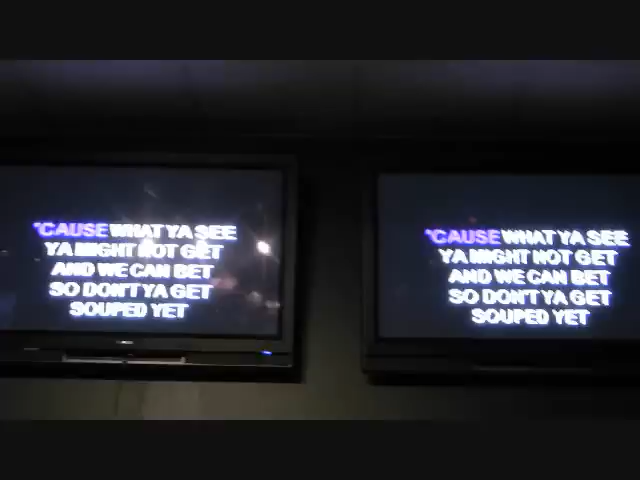 'CAUSE WHAT YA SEE
YA MIGHT NOT GET
AND WE CAN BET
SO DON'T YA GET
SOUPED YET
'CAUSE WHAT YA SEE
YA MIGHT NOT GET
AND WE CAN BET
SO DON'T YA GET
SOUPED YET